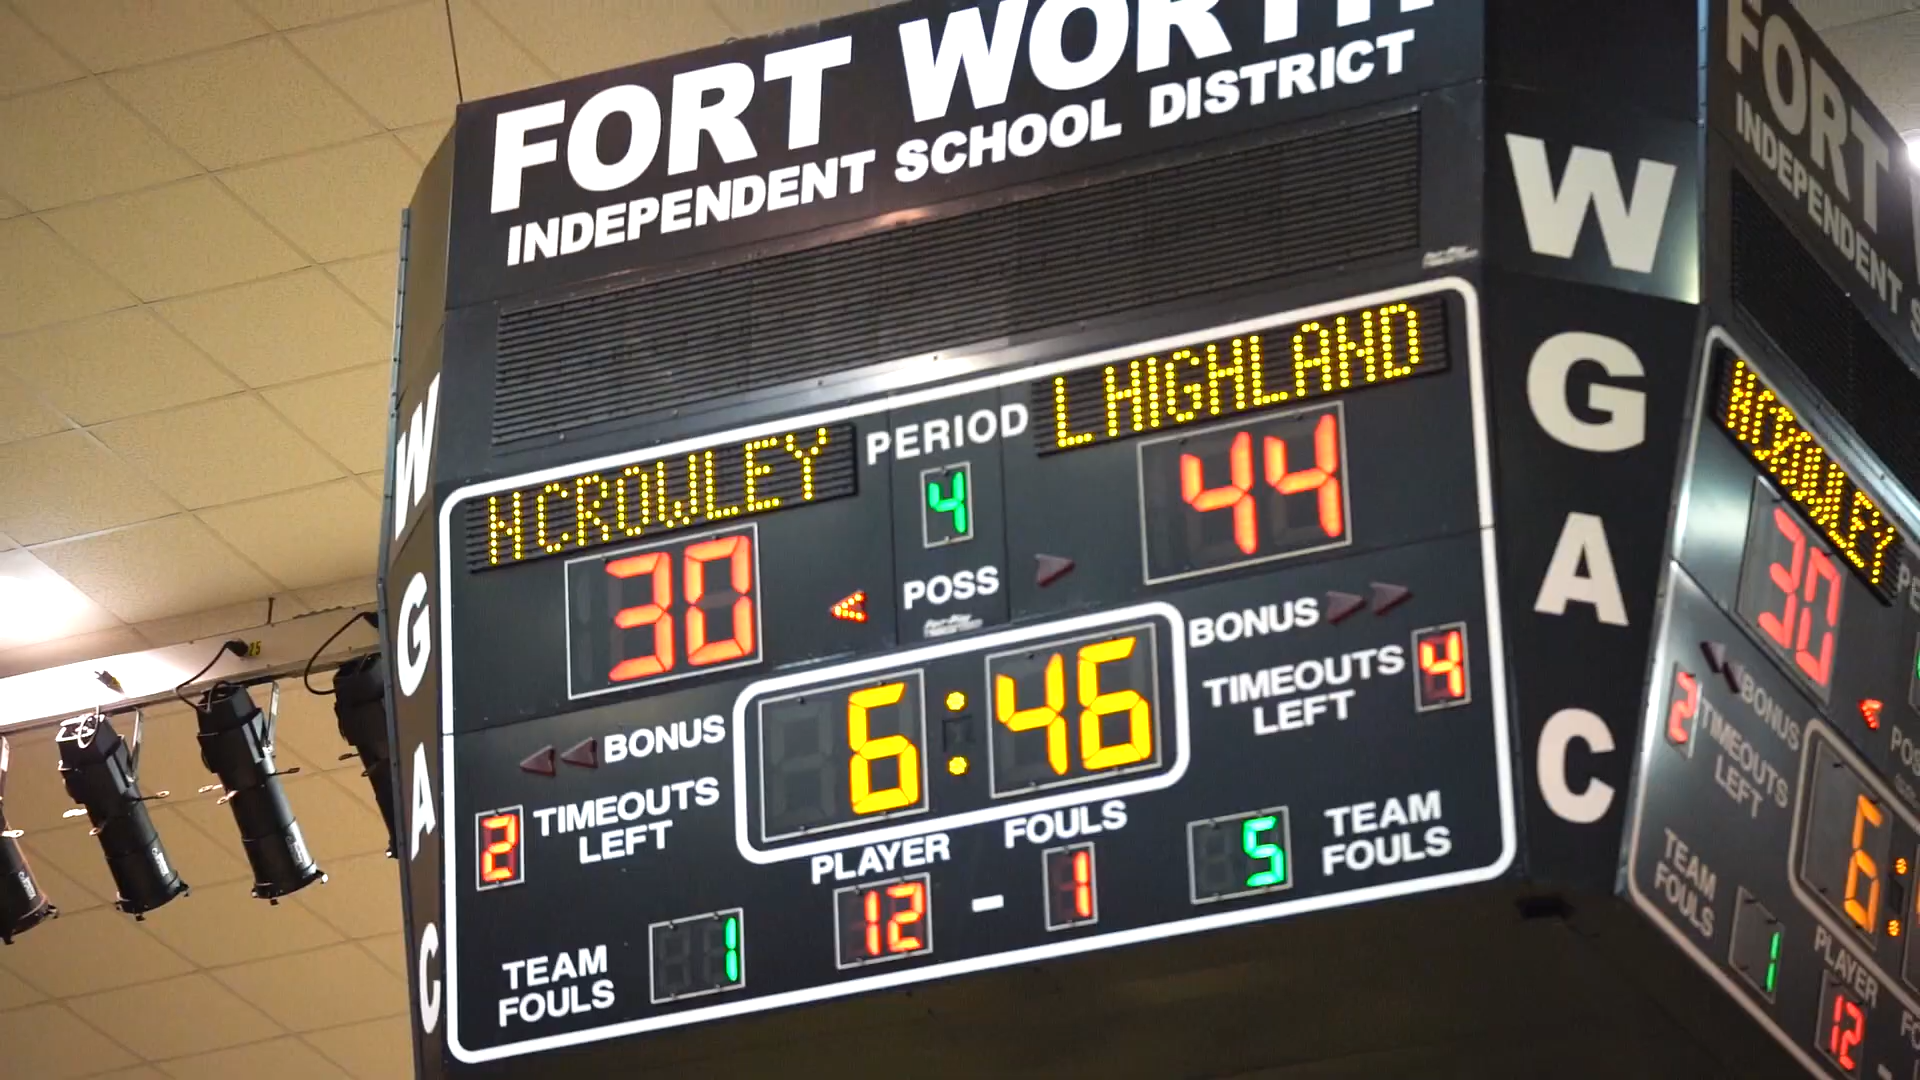 FORT WORTH
INDEPENDENT SCHOOL DISTRICT
N CROWLEY
PERIOD
L HIGHLAND
30
4
44
POSS
BONUS
6:46
BONUS
TIMEOUTS
LEFT
4
2
TIMEOUTS
LEFT
PLAYER
FOULS
12 - 1
5
TEAM
FOULS
TEAM
FOULS
1
W
G
A
C
W
G
A
C
FORT
INDEPENDENT
N CROWLEY
30
BONUS
2
TIMEOUTS
LEFT
6:
TEAM
FOULS
1
PLAYER
12 -